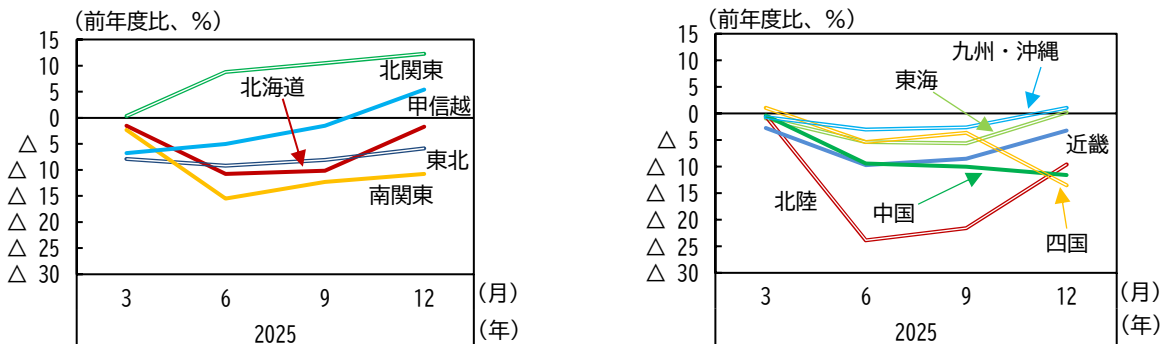 （前年度比、％）
15
10
5
0
△ 5
△ 10
△ 15
△ 20
△ 25
△ 30
北関東
北海道
甲信越
東北
南関東
3 6 9 12 （月）
2025 （年）
（前年度比、％）
15
10
5
0
△ 5
△ 10
△ 15
△ 20
△ 25
△ 30
九州・沖縄
東海
近畿
北陸
中国
四国
3 6 9 12 （月）
2025 （年）